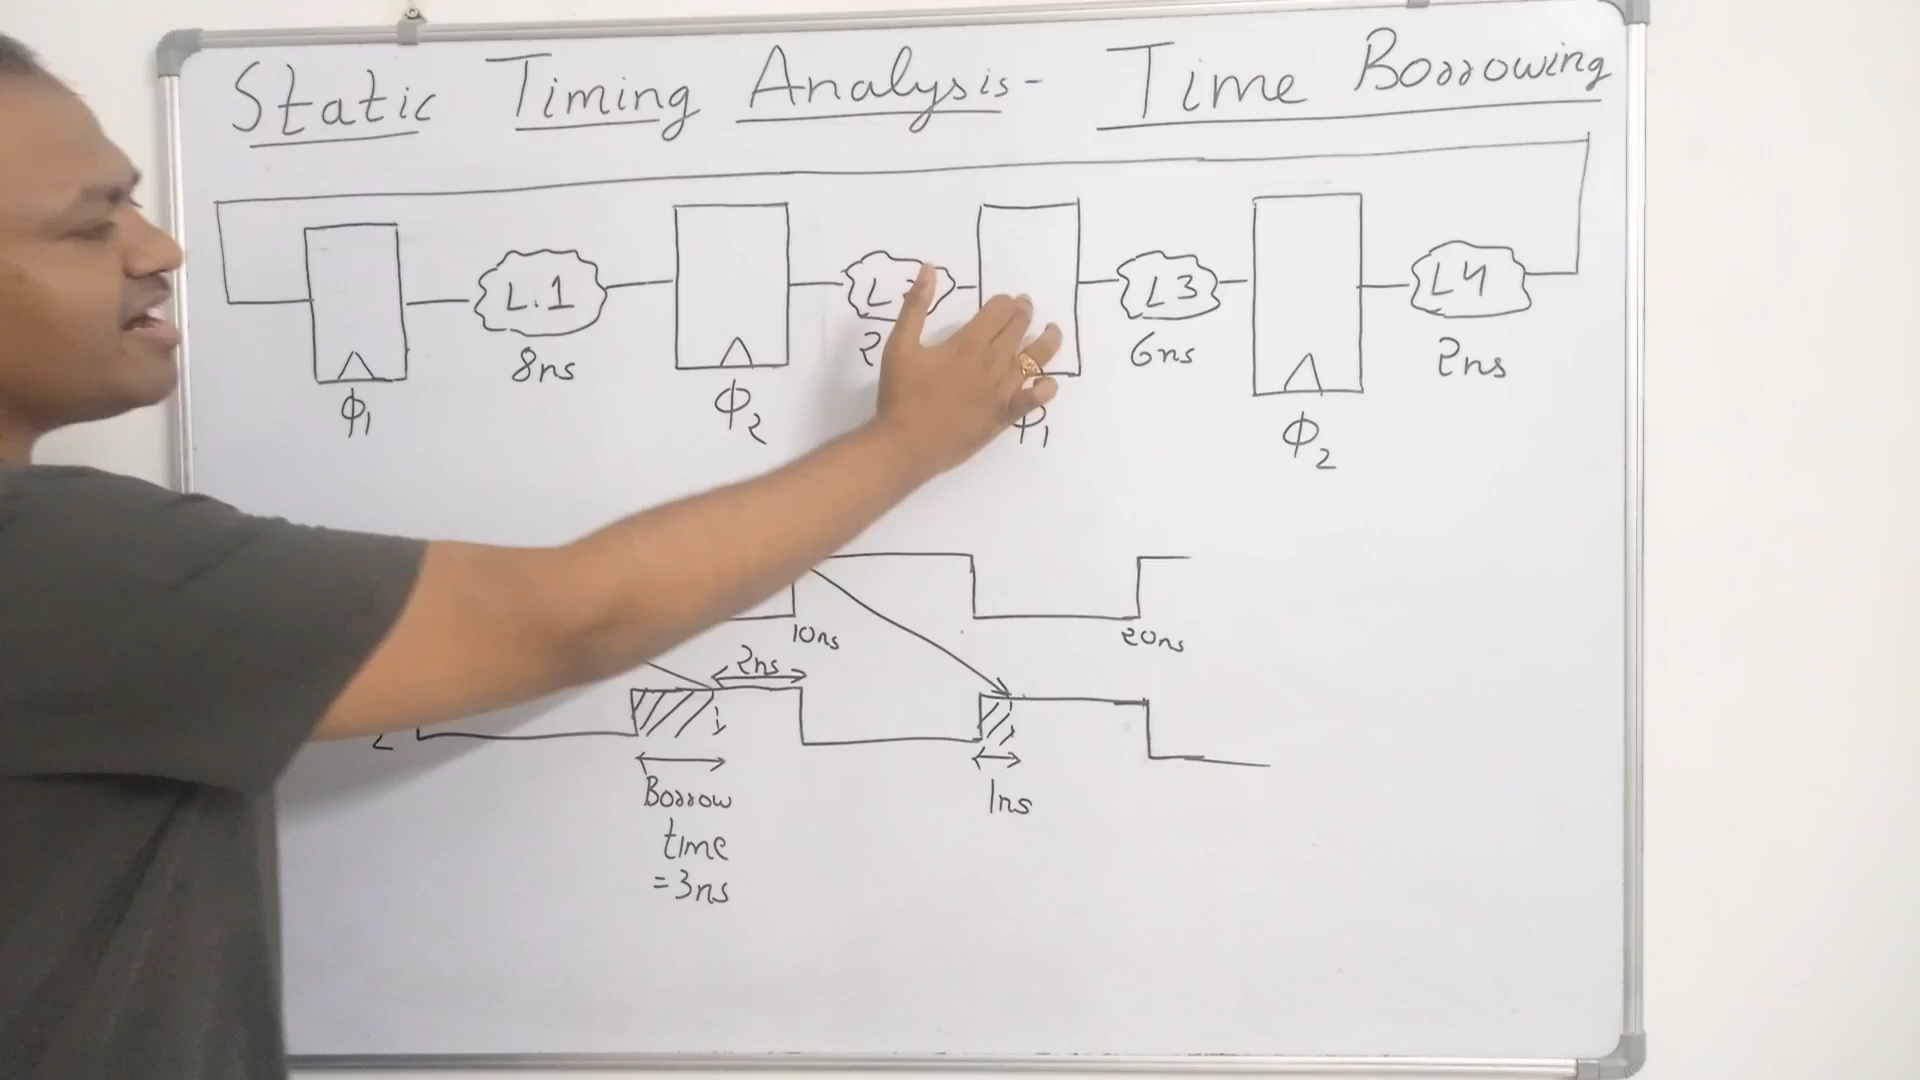 Static Timing Analysis - Time Borrowing
L.1 L3 L4
8ns 6ns 2ns
ϕ1 ϕ2 ϕ1 ϕ2
10ns 20ns
2ns
Borrow
time
=3ns
1ns